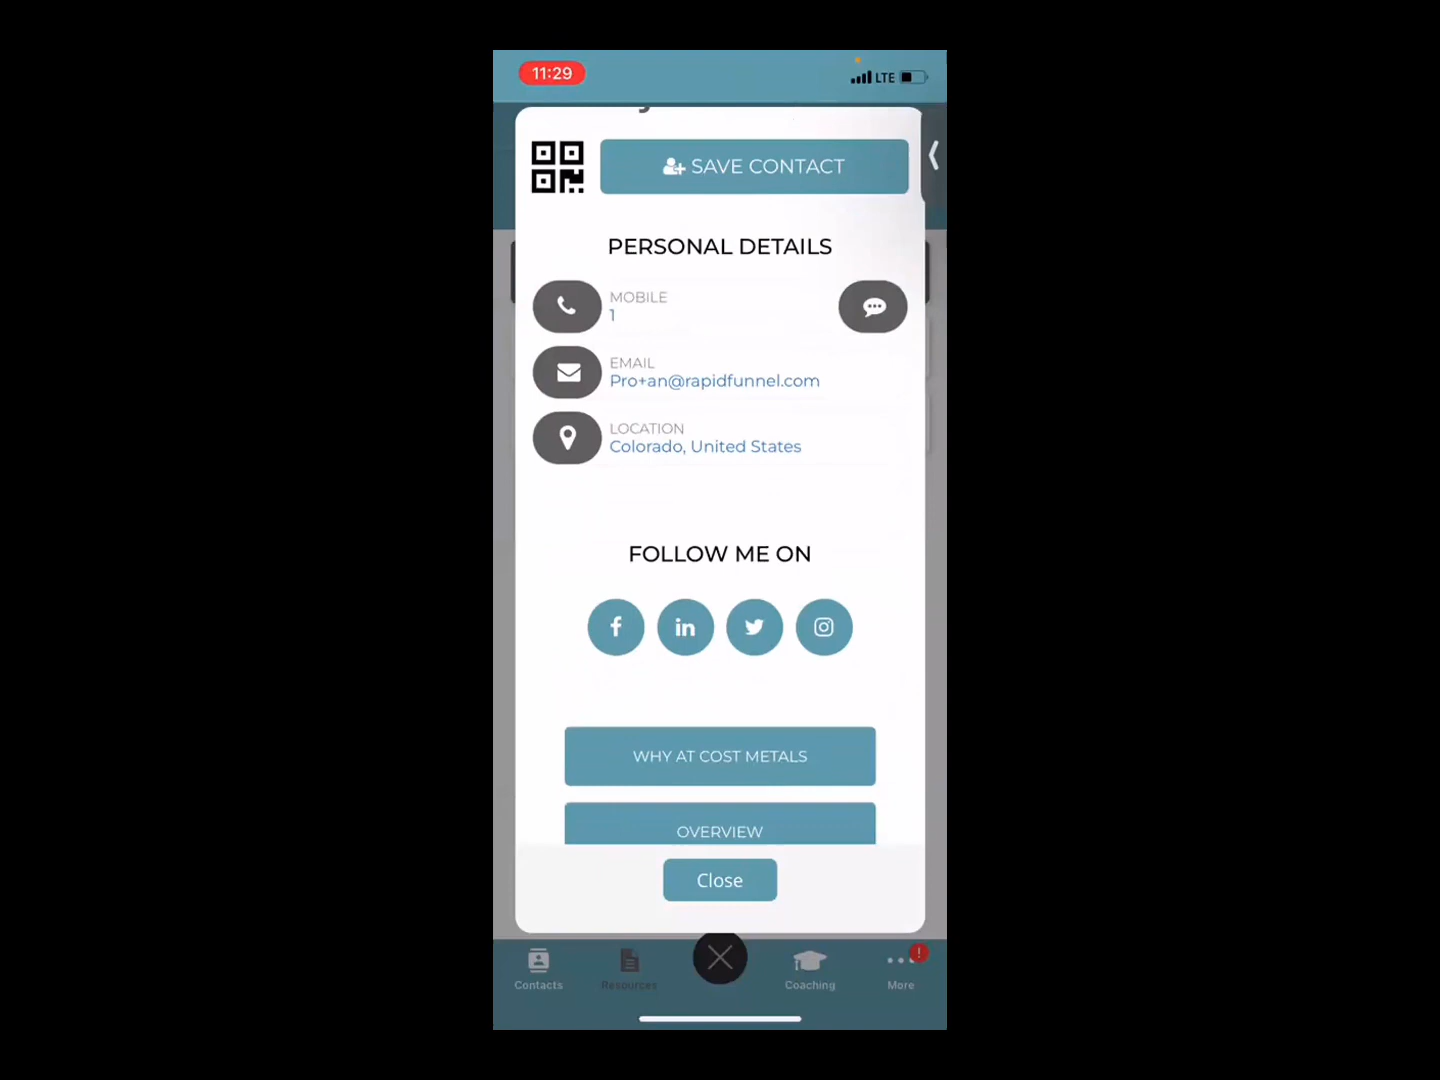 11:29
LTE
SAVE CONTACT
PERSONAL DETAILS
MOBILE
1
EMAIL
Pro+an@rapidfunnel.com
LOCATION
Colorado, United States
FOLLOW ME ON
f
in
WHY AT COST METALS
OVERVIEW
Close
Contacts
Resources
Coaching
More
!